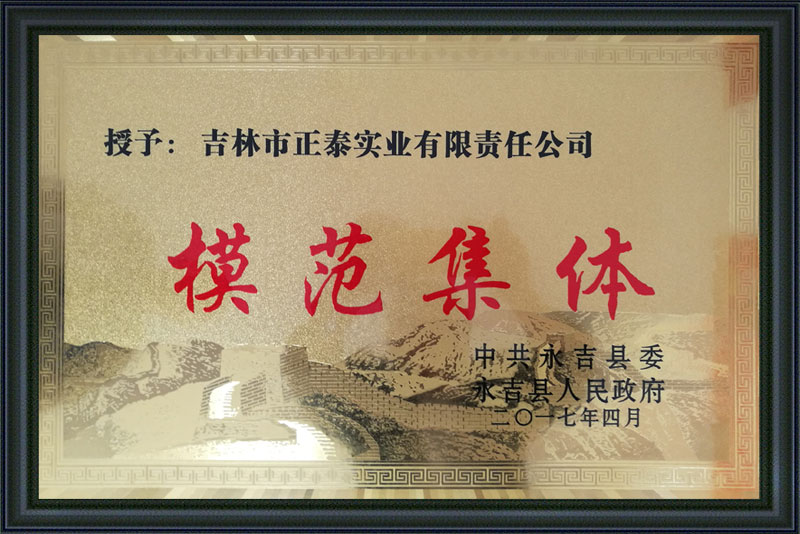 授予：吉林市正泰实业有限责任公司
模范集体
中共永吉县委
永吉县人民政府
二〇一七年四月